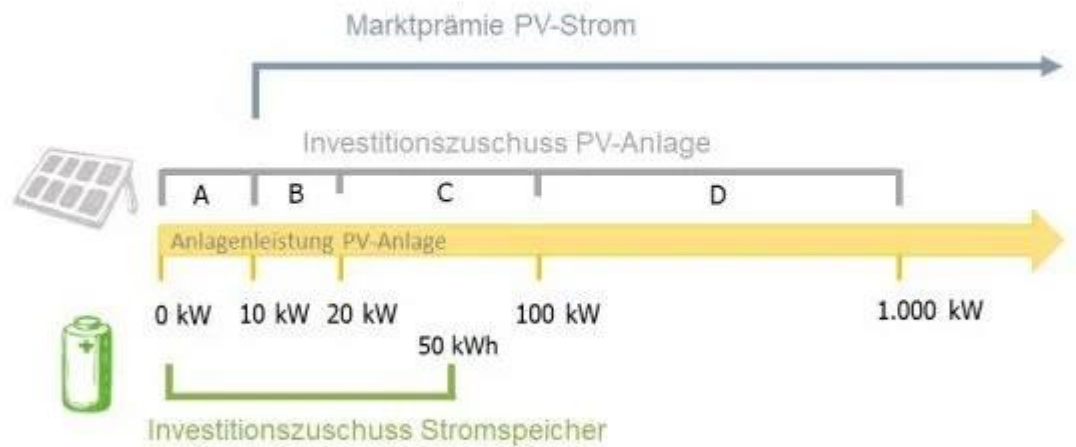 Marktprämie PV-Strom
Investitionszuschuss PV-Anlage
A B C D
Anlagenleistung PV-Anlage
0 kW 10 kW 20 kW 100 kW 1.000 kW
50 kWh
Investitionszuschuss Stromspeicher